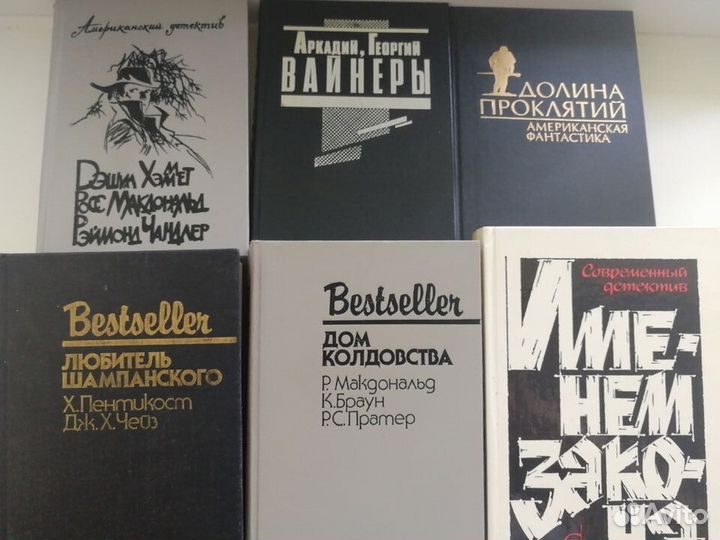 Американский детектив
Дэшил Хэммет
Росс Макдональд
Рэймонд Чандлер
Аркадий, Георгий
ВАЙНЕРЫ
ДОЛИНА
ПРОКЛЯТИЙ
АМЕРИКАНСКАЯ
ФАНТАСТИКА
Bestseller
ЛЮБИТЕЛЬ
ШАМПАНСКОГО
Х. Пентикост
Дж. Х. Чейз
Bestseller
ДОМ
КОЛДОВСТВА
Р. Макдональд
К. Браун
Р.С. Пратер
Современный
детектив
ИМЕ-
НЕМ
ЗАКО-
Avito